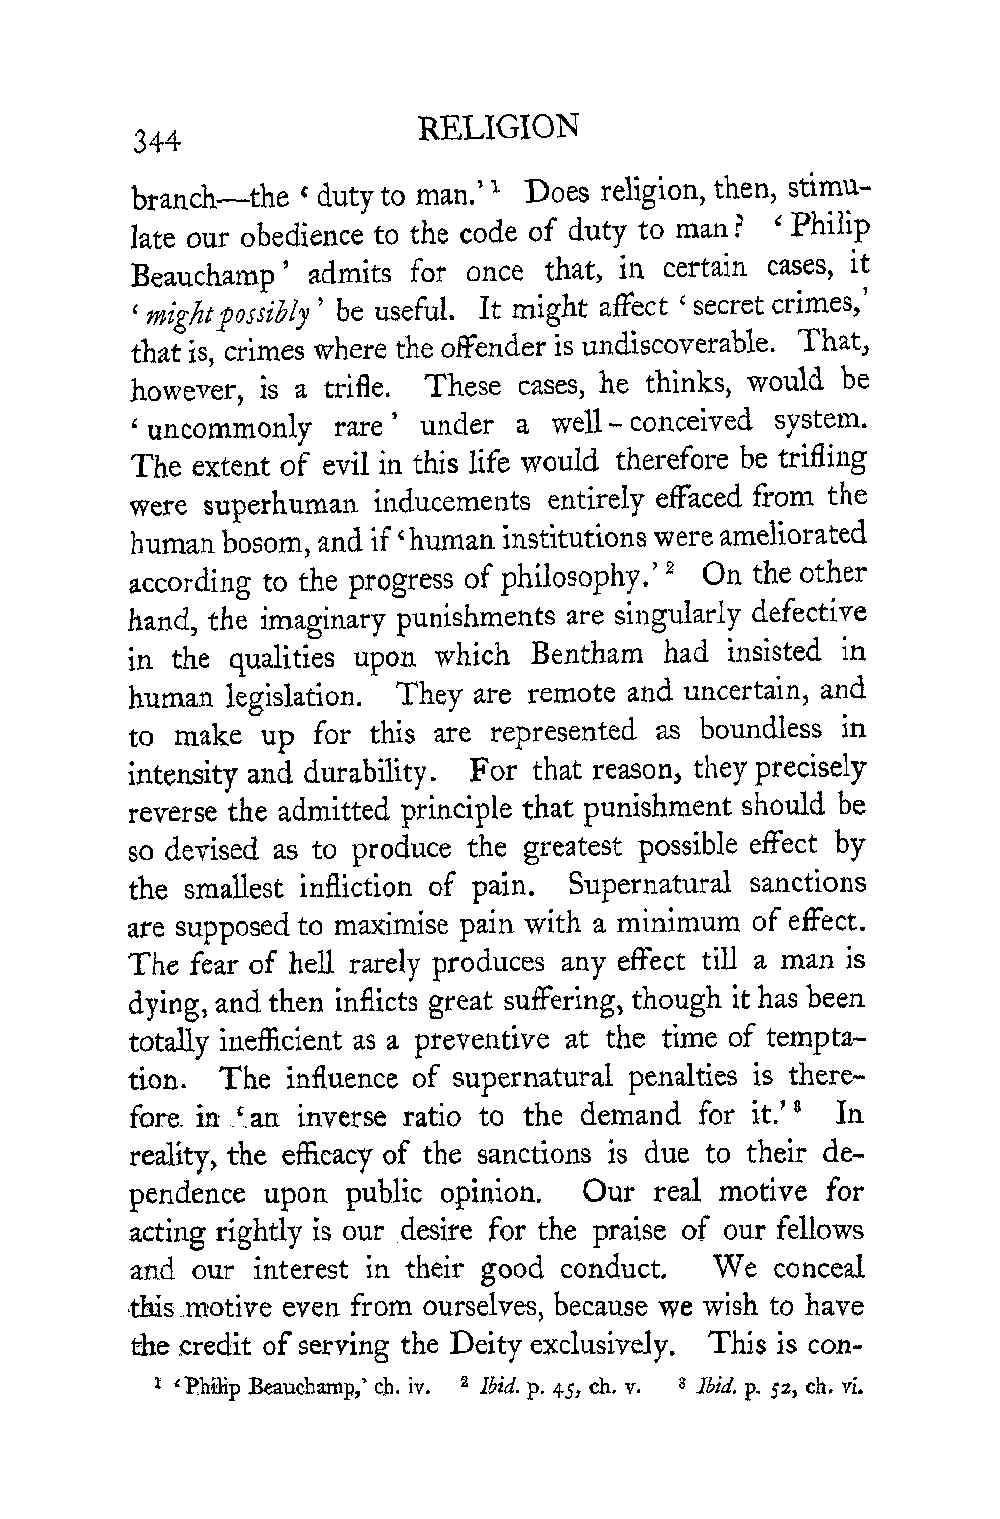 344
RELIGION
branch—the ‘ duty to man.’ ¹ Does religion, then, stimu-
late our obedience to the code of duty to man? ‘ Philip
Beauchamp ’ admits for once that, in certain cases, it
‘ might possibly ’ be useful. It might affect ‘ secret crimes,’
that is, crimes where the offender is undiscoverable. That,
however, is a trifle. These cases, he thinks, would be
‘ uncommonly rare ’ under a well-conceived system.
The extent of evil in this life would therefore be trifling
were superhuman inducements entirely effaced from the
human bosom, and if ‘ human institutions were ameliorated
according to the progress of philosophy.’ ² On the other
hand, the imaginary punishments are singularly defective
in the qualities upon which Bentham had insisted in
human legislation. They are remote and uncertain, and
to make up for this are represented as boundless in
intensity and durability. For that reason, they precisely
reverse the admitted principle that punishment should be
so devised as to produce the greatest possible effect by
the smallest infliction of pain. Supernatural sanctions
are supposed to maximise pain with a minimum of effect.
The fear of hell rarely produces any effect till a man is
dying, and then inflicts great suffering, though it has been
totally inefficient as a preventive at the time of tempta-
tion. The influence of supernatural penalties is there-
fore in ‘ an inverse ratio to the demand for it.’ ³ In
reality, the efficacy of the sanctions is due to their de-
pendence upon public opinion. Our real motive for
acting rightly is our desire for the praise of our fellows
and our interest in their good conduct. We conceal
this motive even from ourselves, because we wish to have
the credit of serving the Deity exclusively. This is con-
¹ ‘ Philip Beauchamp,’ ch. iv. ² Ibid. p. 45, ch. v. ³ Ibid. p. 52, ch. vi.